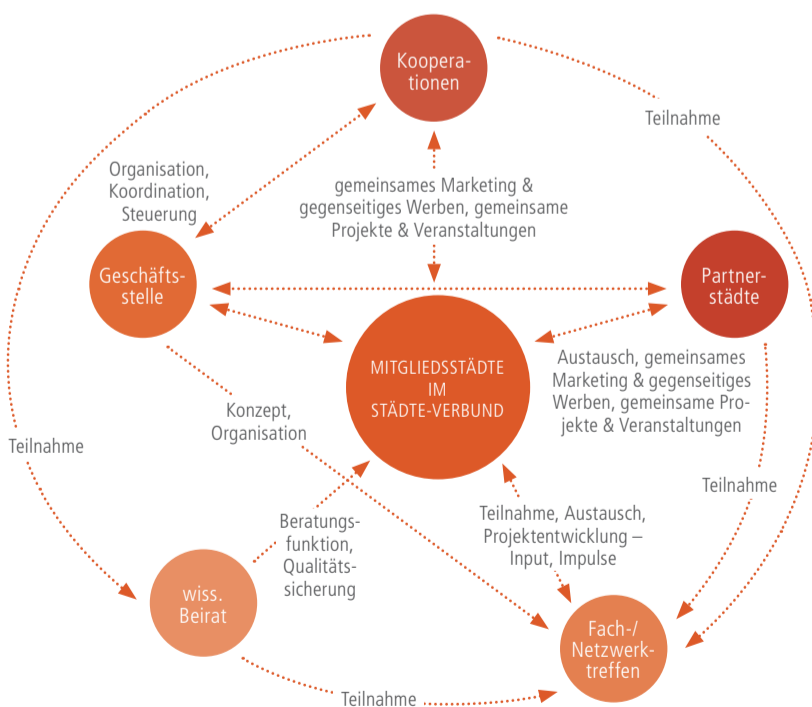 Koopera-
tionen
Teilnahme
Organisation,
Koordination,
Steuerung
gemeinsames Marketing &
gegenseitiges Werben, gemeinsame
Projekte & Veranstaltungen
Geschäfts-
stelle
Partner-
städte
MITGLIEDSSTÄDTE
IM
STÄDTE-VERBUND
Austausch, gemeinsames
Marketing & gegenseitiges
Werben, gemeinsame Pro-
jekte & Veranstaltungen
Konzept,
Organisation
Teilnahme
Teilnahme
Beratungs-
funktion,
Qualitäts-
sicherung
Teilnahme, Austausch,
Projektentwicklung –
Input, Impulse
wiss.
Beirat
Fach-/
Netzwerk-
treffen
Teilnahme